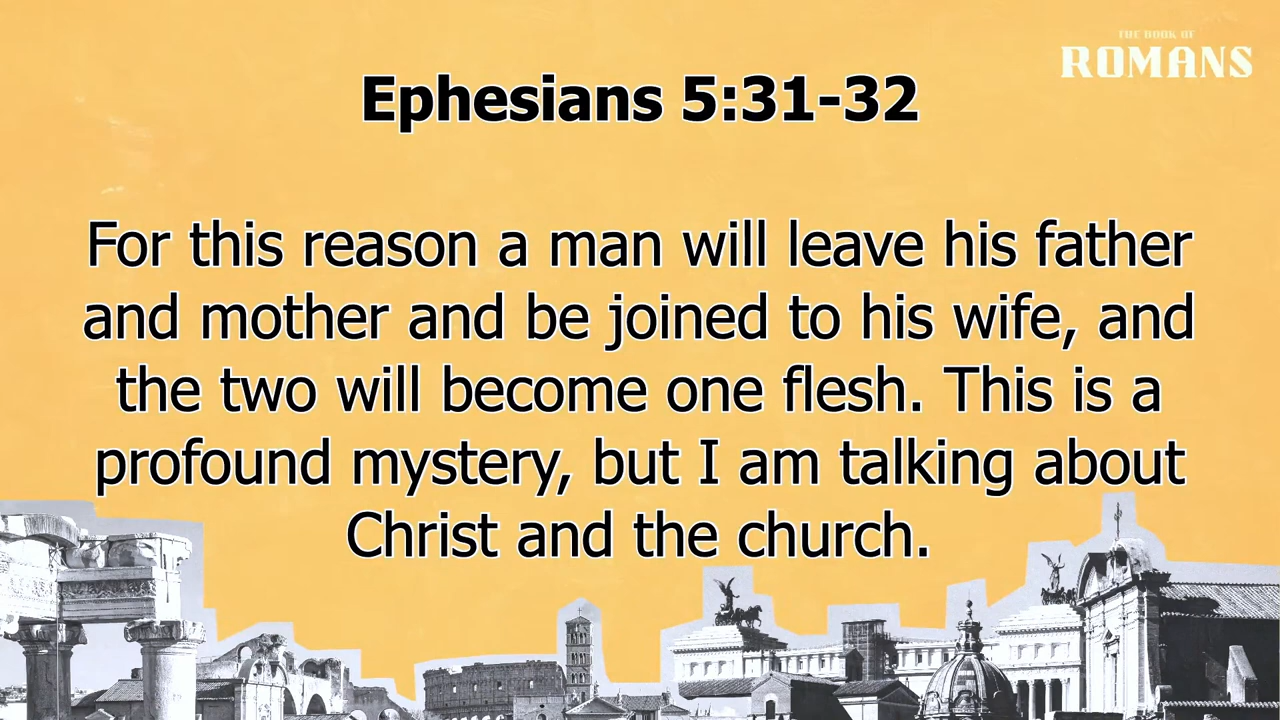 THE BOOK OF
ROMANS
Ephesians 5:31-32
For this reason a man will leave his father
and mother and be joined to his wife, and
the two will become one flesh. This is a
profound mystery, but I am talking about
Christ and the church.